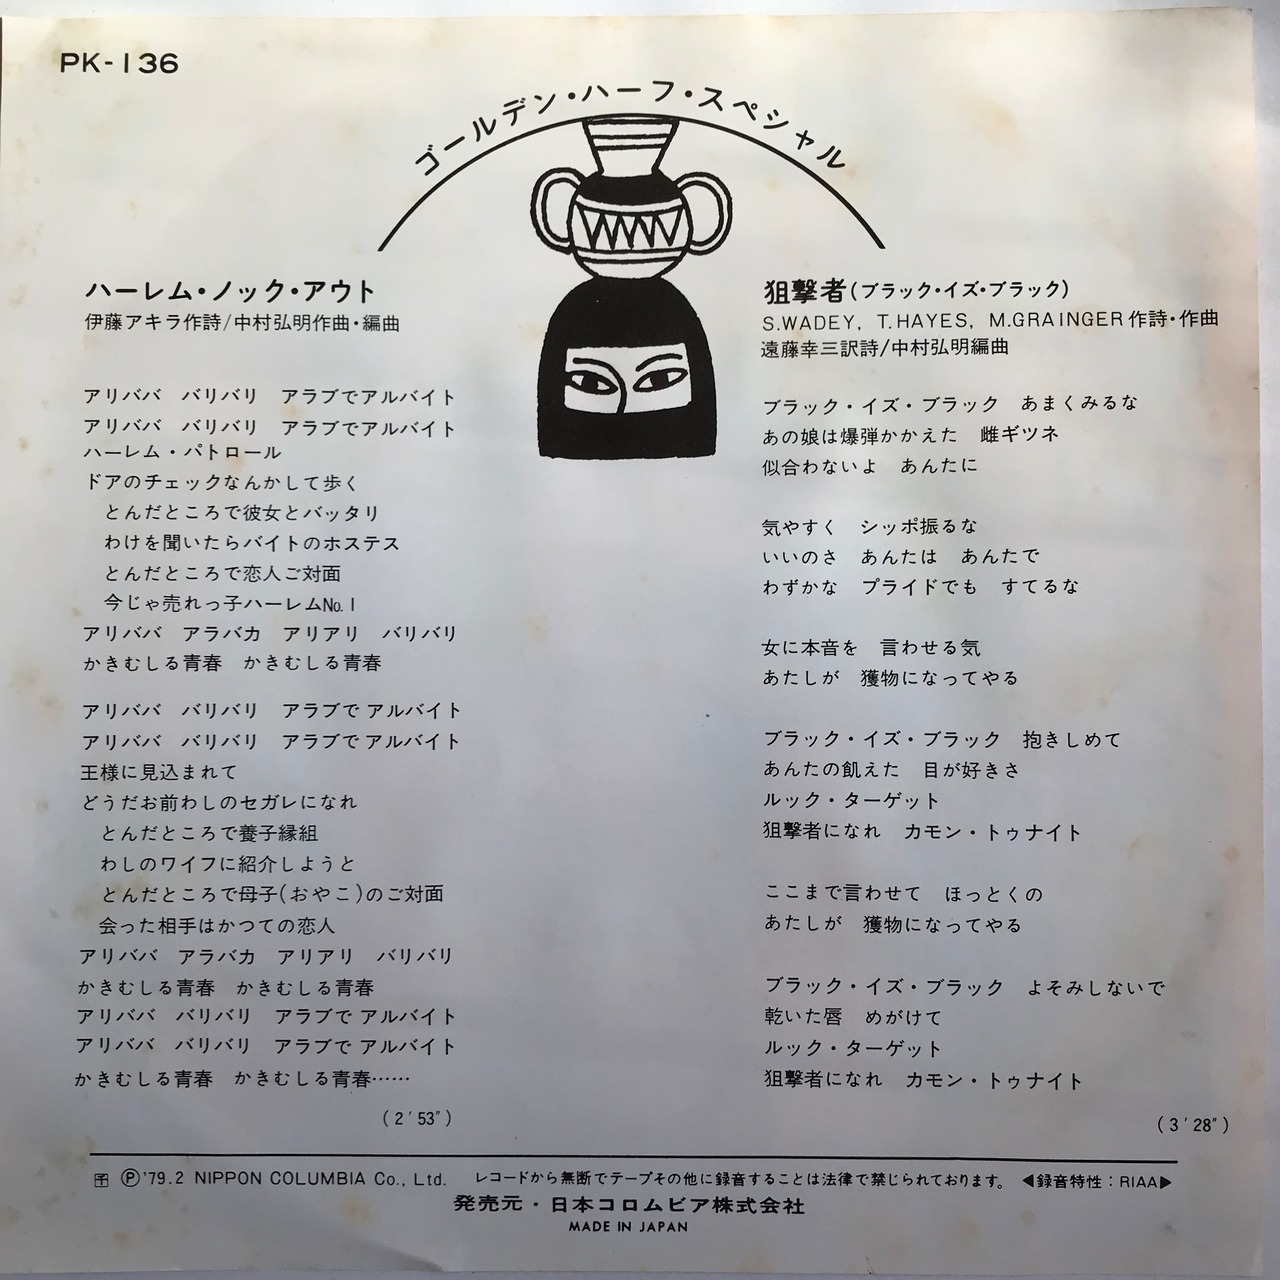 PK-136
ゴールデン・ハーフ・スペシャル
ハーレム・ノック・アウト
伊藤アキラ作詩/中村弘明作曲・編曲
アリババ　バリバリ　アラブでアルバイト
アリババ　バリバリ　アラブでアルバイト
ハーレム・パトロール
ドアのチェックなんかして歩く
とんだところで彼女とバッタリ
わけを聞いたらバイトのホステス
とんだところで恋人ご対面
今じゃ売れっ子ハーレムNo.1
アリババ　アラバカ　アリアリ　バリバリ
かきむしる青春　かきむしる青春
アリババ　バリバリ　アラブで アルバイト
アリババ　バリバリ　アラブで アルバイト
王様に見込まれて
どうだお前わしのセガレになれ
とんだところで養子縁組
わしのワイフに紹介しようと
とんだところで母子(おやこ)のご対面
会った相手はかつての恋人
アリババ　アラバカ　アリアリ　バリバリ
かきむしる青春　かきむしる青春
アリババ　バリバリ　アラブで アルバイト
アリババ　バリバリ　アラブで アルバイト
かきむしる青春　かきむしる青春……
(2′53″)
狙撃者(ブラック・イズ・ブラック)
S.WADEY, T.HAYES, M.GRAINGER作詩・作曲
遠藤幸三訳詩/中村弘明編曲
ブラック・イズ・ブラック　あまくみるな
あの娘は爆弾かかえた　雌ギツネ
似合わないよ　あんたに
気やすく　シッポ振るな
いいのさ　あんたは　あんたで
わずかな　プライドでも　すてるな
女に本音を　言わせる気
あたしが　獲物になってやる
ブラック・イズ・ブラック　抱きしめて
あんたの飢えた　目が好きさ
ルック・ターゲット
狙撃者になれ　カモン・トゥナイト
ここまで言わせて　ほっとくの
あたしが　獲物になってやる
ブラック・イズ・ブラック　よそみしないで
乾いた唇　めがけて
ルック・ターゲット
狙撃者になれ　カモン・トゥナイト
(3′28″)
Ⓟ'79.2 NIPPON COLUMBIA Co., Ltd.　レコードから無断でテープその他に録音することは法律で禁じられております。 ◀録音特性：RIAA▶
発売元・日本コロムビア株式会社
MADE IN JAPAN